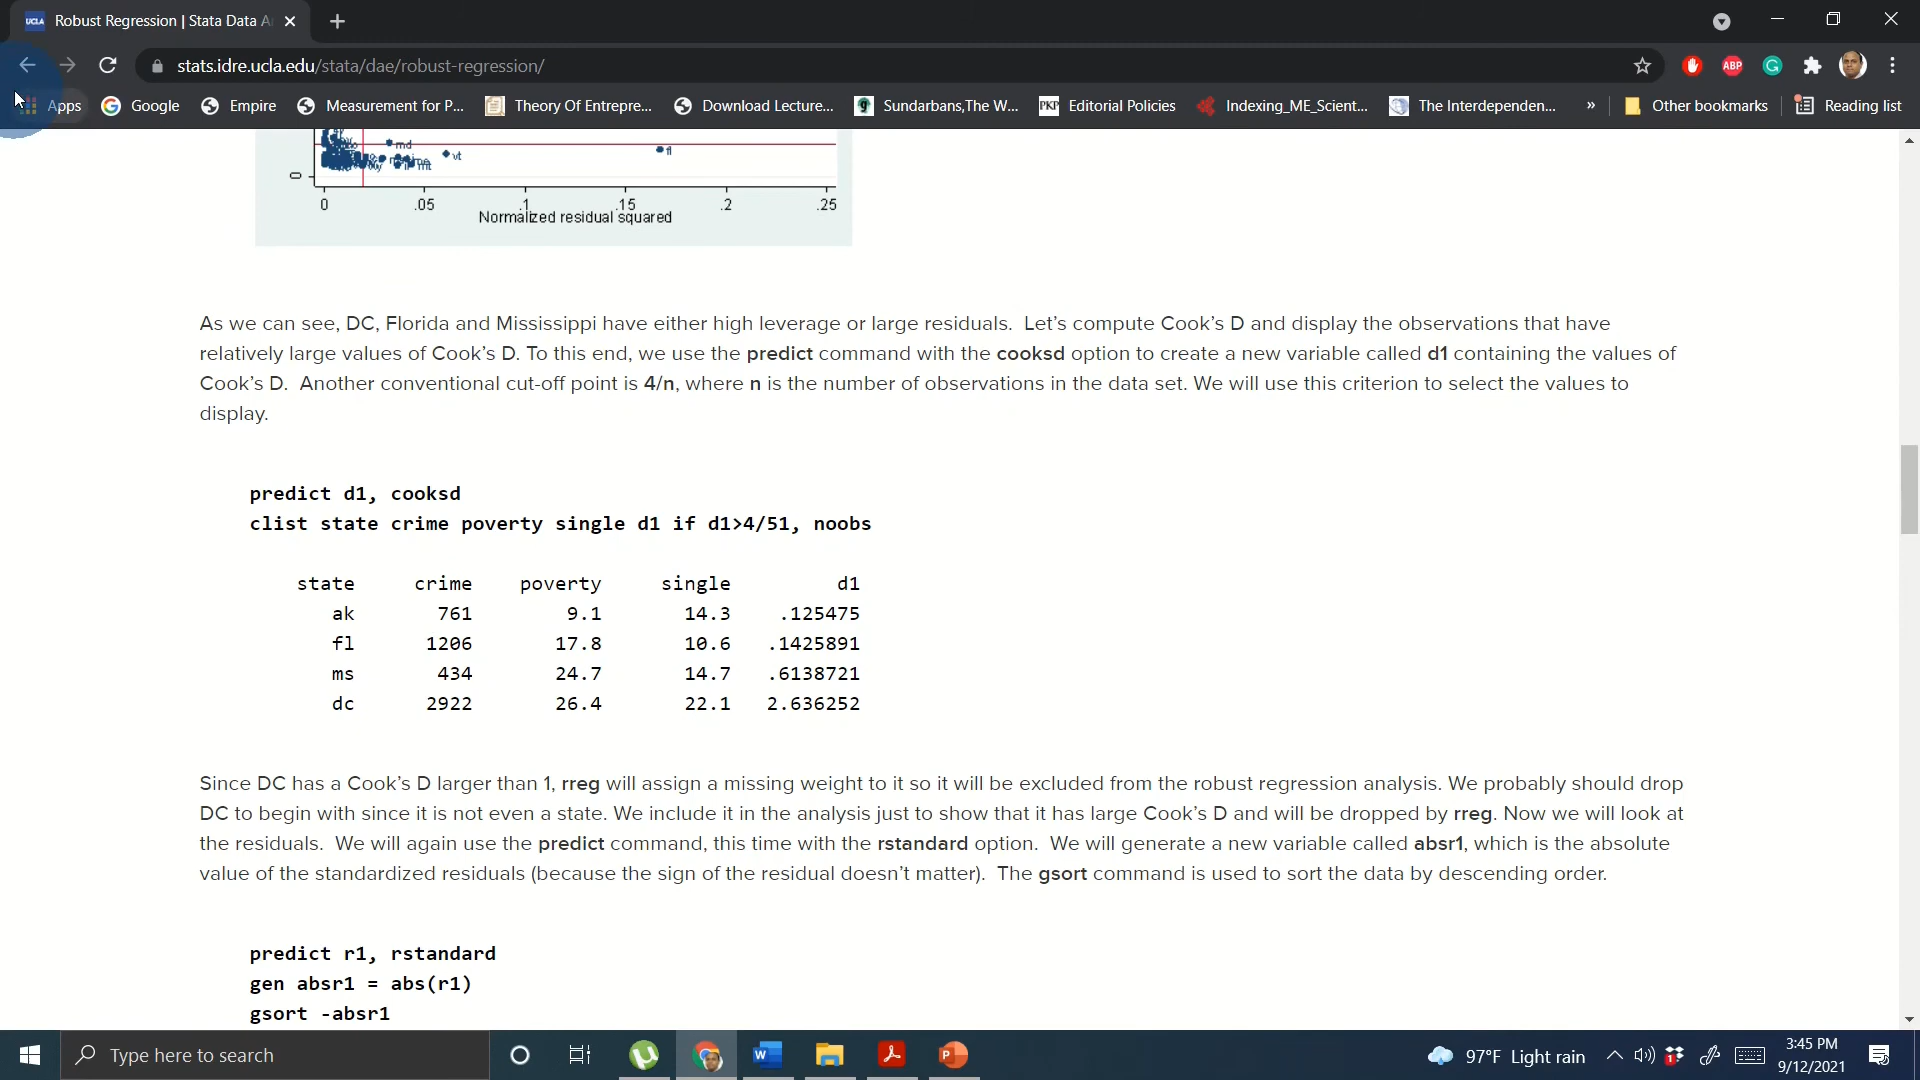 UCLA Robust Regression | Stata Data A
stats.idre.ucla.edu/stata/dae/robust-regression/
ABP
Apps Google Empire Measurement for P... Theory Of Entrepre... Download Lecture... Sundarbans,The W... PKP Editorial Policies Indexing_ME_Scient... The Interdependen... » Other bookmarks Reading list
md
vt
fl
0
0 .05 .1 .15 .2 .25
Normalized residual squared
As we can see, DC, Florida and Mississippi have either high leverage or large residuals. Let’s compute Cook’s D and display the observations that have
relatively large values of Cook’s D. To this end, we use the predict command with the cooksd option to create a new variable called d1 containing the values of
Cook’s D. Another conventional cut-off point is 4/n, where n is the number of observations in the data set. We will use this criterion to select the values to
display.
predict d1, cooksd
clist state crime poverty single d1 if d1>4/51, noobs
state crime poverty single d1
ak 761 9.1 14.3 .125475
fl 1206 17.8 10.6 .1425891
ms 434 24.7 14.7 .6138721
dc 2922 26.4 22.1 2.636252
Since DC has a Cook’s D larger than 1, rreg will assign a missing weight to it so it will be excluded from the robust regression analysis. We probably should drop
DC to begin with since it is not even a state. We include it in the analysis just to show that it has large Cook’s D and will be dropped by rreg. Now we will look at
the residuals. We will again use the predict command, this time with the rstandard option. We will generate a new variable called absr1, which is the absolute
value of the standardized residuals (because the sign of the residual doesn’t matter). The gsort command is used to sort the data by descending order.
predict r1, rstandard
gen absr1 = abs(r1)
gsort -absr1
Type here to search
97°F Light rain
3:45 PM
9/12/2021